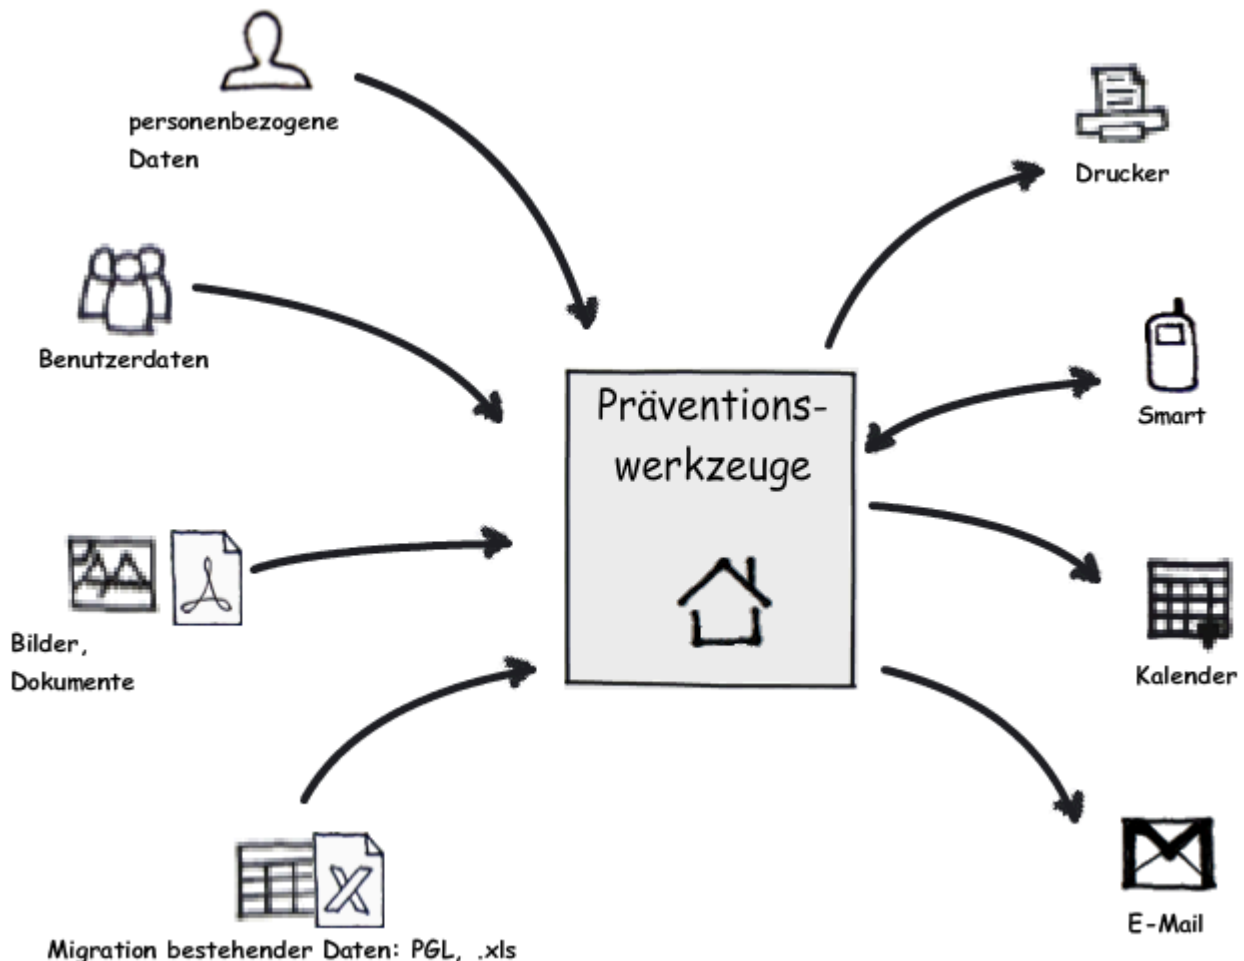 personenbezogene
Daten
Benutzerdaten
Bilder,
Dokumente
Migration bestehender Daten: PGL, .xls
Präventions-
werkzeuge
Drucker
Smart
Kalender
E-Mail